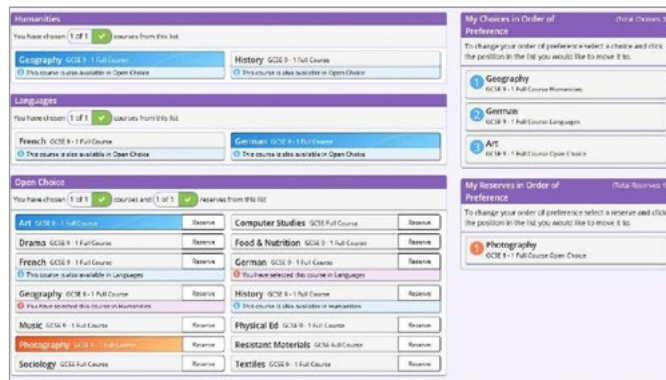 Humanities
You have chosen 1 of 1 courses from this list
Geography GCSE 9 - 1 Full Course
This course is also available in Open Choice
History GCSE 9 - 1 Full Course
This course is also available in Open Choice
Languages
You have chosen 1 of 1 courses from this list
French GCSE 9 - 1 Full Course
This course is also available in Open Choice
German GCSE 9 - 1 Full Course
This course is also available in Open Choice
Open Choice
You have chosen 1 of 1 courses and 1 of 1 reserves from this list
Art GCSE 9 - 1 Full Course Reserve
Computer Studies GCSE Full Course Reserve
Drama GCSE 9 - 1 Full Course Reserve
Food & Nutrition GCSE 9 - 1 Full Course Reserve
French GCSE 9 - 1 Full Course Reserve
This course is also available in Languages
German GCSE 9 - 1 Full Course Reserve
You have selected this course in Languages
Geography GCSE 9 - 1 Full Course Reserve
You have selected this course in Humanities
History GCSE 9 - 1 Full Course Reserve
This course is also available in Humanities
Music GCSE 9 - 1 Full Course Reserve
Physical Ed GCSE 9 - 1 Full Course Reserve
Photography GCSE 9 - 1 Full Course Reserve
Resistant Materials GCSE Full Course Reserve
Sociology GCSE Full Course Reserve
Textiles GCSE 9 - 1 Full Course Reserve
My Choices in Order of (Total Choices: 3
Preference
To change your order of preference select a choice and click
the position in the list you would like to move it to.
1 Geography
GCSE 9 - 1 Full Course Humanities
2 German
GCSE 9 - 1 Full Course Languages
3 Art
GCSE 9 - 1 Full Course Open Choice
My Reserves in Order of (Total Reserves: 1
Preference
To change your order of preference select a reserve and click
the position in the list you would like to move it to.
1 Photography
GCSE 9 - 1 Full Course Open Choice